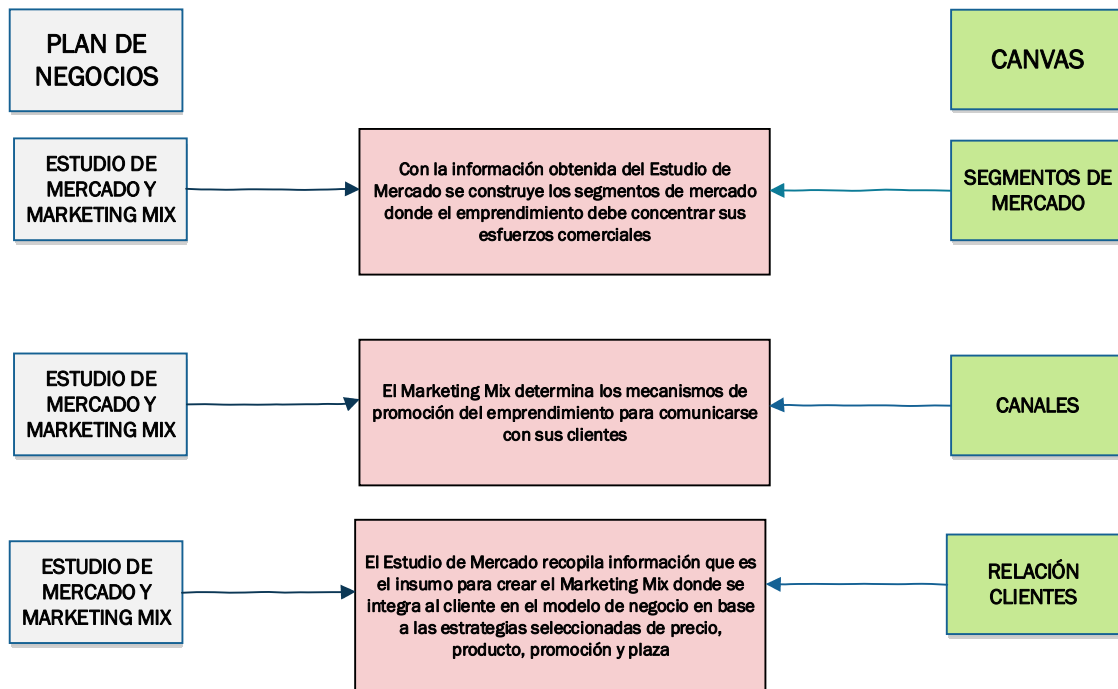 PLAN DE
NEGOCIOS
CANVAS
ESTUDIO DE
MERCADO Y
MARKETING MIX
Con la información obtenida del Estudio de
Mercado se construye los segmentos de mercado
donde el emprendimiento debe concentrar sus
esfuerzos comerciales
SEGMENTOS DE
MERCADO
ESTUDIO DE
MERCADO Y
MARKETING MIX
El Marketing Mix determina los mecanismos de
promoción del emprendimiento para comunicarse
con sus clientes
CANALES
ESTUDIO DE
MERCADO Y
MARKETING MIX
El Estudio de Mercado recopila información que es
el insumo para crear el Marketing Mix donde se
integra al cliente en el modelo de negocio en base
a las estrategias seleccionadas de precio,
producto, promoción y plaza
RELACIÓN
CLIENTES